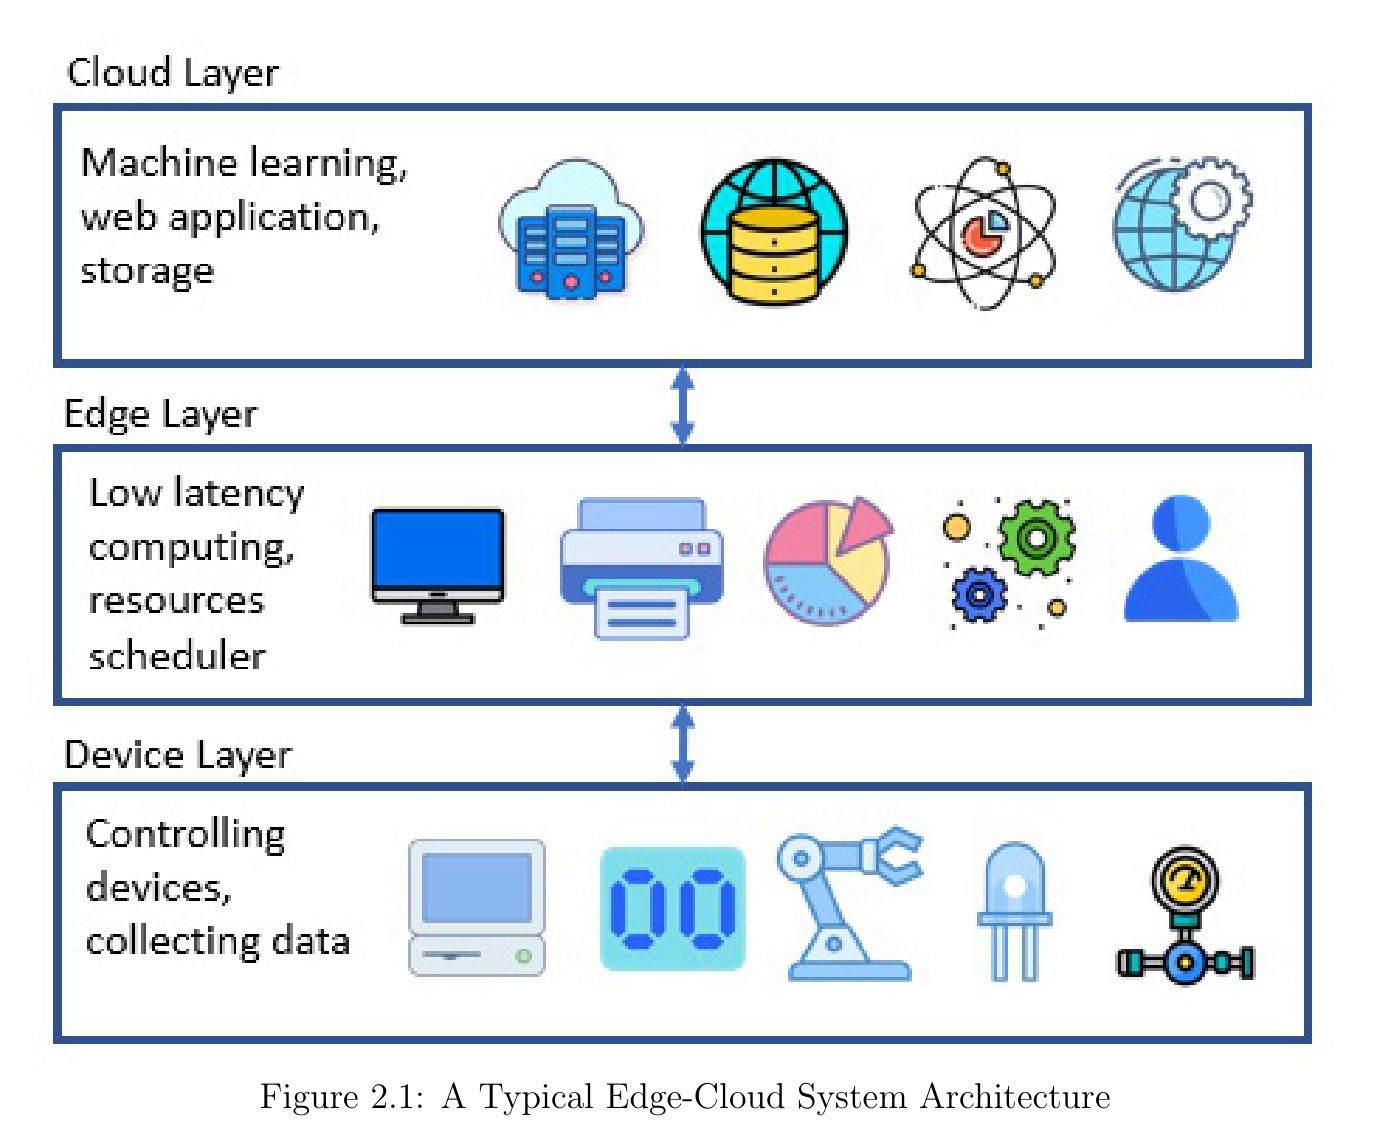 Cloud Layer
Machine learning,
web application,
storage
Edge Layer
Low latency
computing,
resources
scheduler
Device Layer
Controlling
devices,
collecting data
00
Figure 2.1: A Typical Edge-Cloud System Architecture